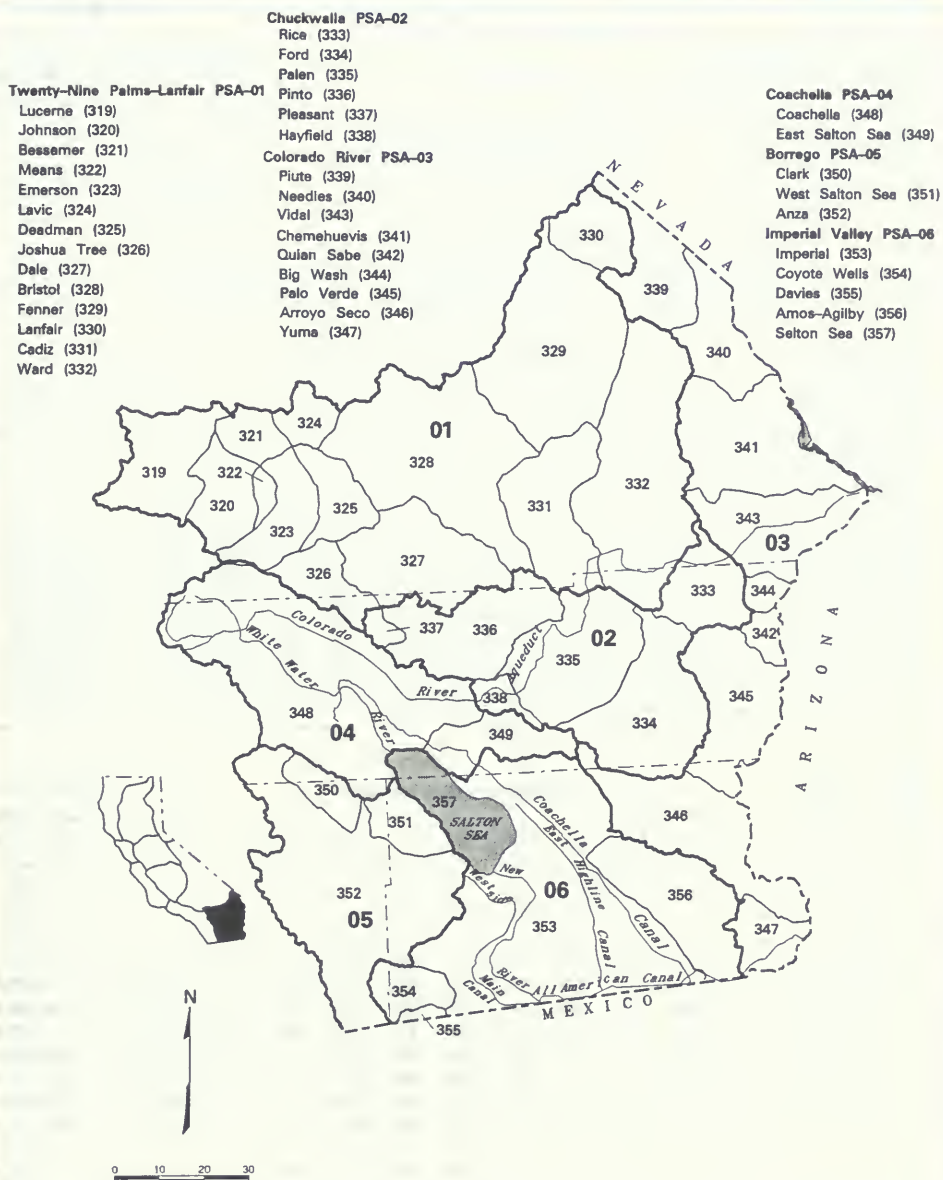 Chuckwalla PSA-02
Rice (333)
Ford (334)
Palen (335)
Pinto (336)
Pleasant (337)
Hayfield (338)
Twenty-Nine Palms-Lanfair PSA-01
Lucerne (319)
Johnson (320)
Bessemer (321)
Means (322)
Emerson (323)
Lavic (324)
Deadman (325)
Joshua Tree (326)
Dale (327)
Bristol (328)
Fenner (329)
Lanfair (330)
Cadiz (331)
Ward (332)
Colorado River PSA-03
Piute (339)
Needles (340)
Vidal (343)
Chemehuevis (341)
Quian Sabe (342)
Big Wash (344)
Palo Verde (345)
Arroyo Seco (346)
Yuma (347)
Coachella PSA-04
Coachella (348)
East Salton Sea (349)
Borrego PSA-05
Clark (350)
West Salton Sea (351)
Anza (352)
Imperial Valley PSA-06
Imperial (353)
Coyote Wells (354)
Davies (355)
Amos-Agilby (356)
Salton Sea (357)
NEVADA
330
339
340
329
01
324
321
328
341
319
322
320
323
325
331
332
343
03
326
327
333
344
337
336
02
335
342
Colorado
River
Aqueduct
White Water
River
338
334
345
348
04
349
ARIZONA
350
357
SALTON
SEA
351
346
Coachella
Canal
East Highline
Canal
New
River
Westside
Main
Canal
06
352
05
353
356
347
354
All American Canal
MEXICO
355
N
0 10 20 30